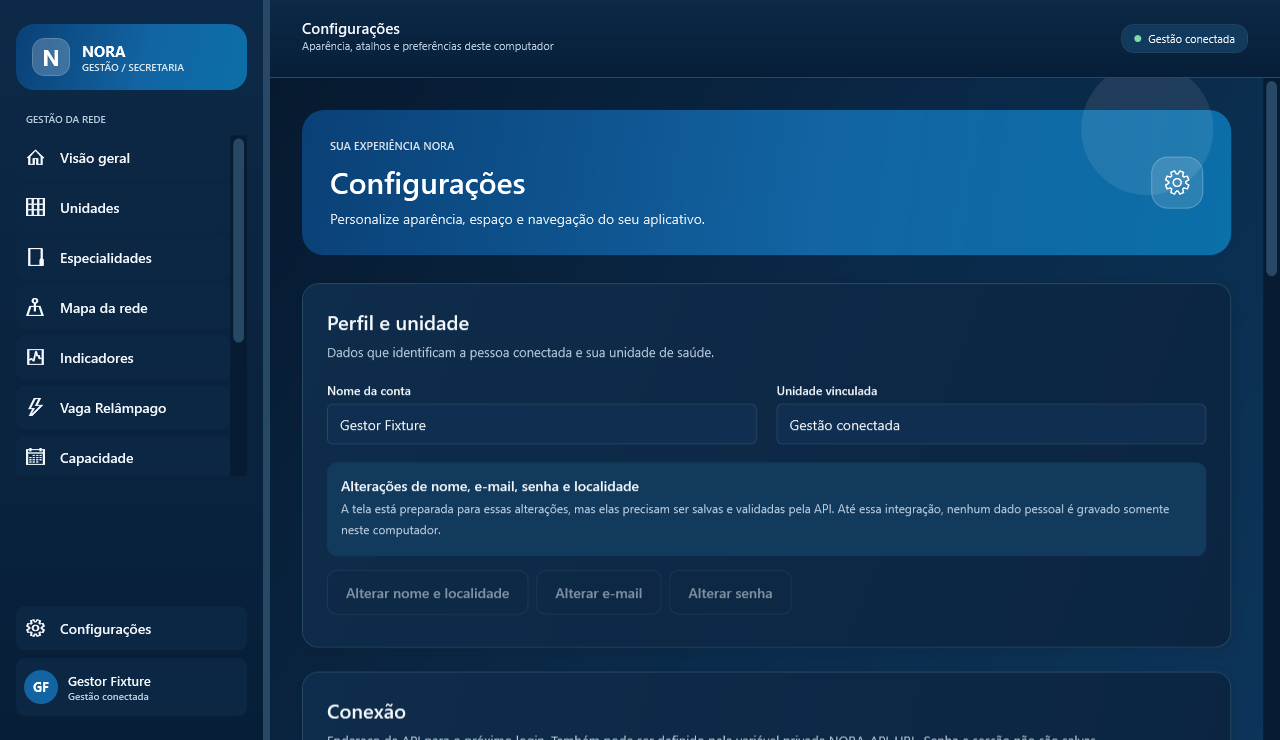 N
NORA
GESTÃO / SECRETARIA
GESTÃO DA REDE
Visão geral
Unidades
Especialidades
Mapa da rede
Indicadores
Vaga Relâmpago
Capacidade
Configurações
GF
Gestor Fixture
Gestão conectada
Configurações
Aparência, atalhos e preferências deste computador
Gestão conectada
SUA EXPERIÊNCIA NORA
Configurações
Personalize aparência, espaço e navegação do seu aplicativo.
Perfil e unidade
Dados que identificam a pessoa conectada e sua unidade de saúde.
Nome da conta
Unidade vinculada
Gestor Fixture
Gestão conectada
Alterações de nome, e-mail, senha e localidade
A tela está preparada para essas alterações, mas elas precisam ser salvas e validadas pela API. Até essa integração, nenhum dado pessoal é gravado somente
neste computador.
Alterar nome e localidade
Alterar e-mail
Alterar senha
Conexão